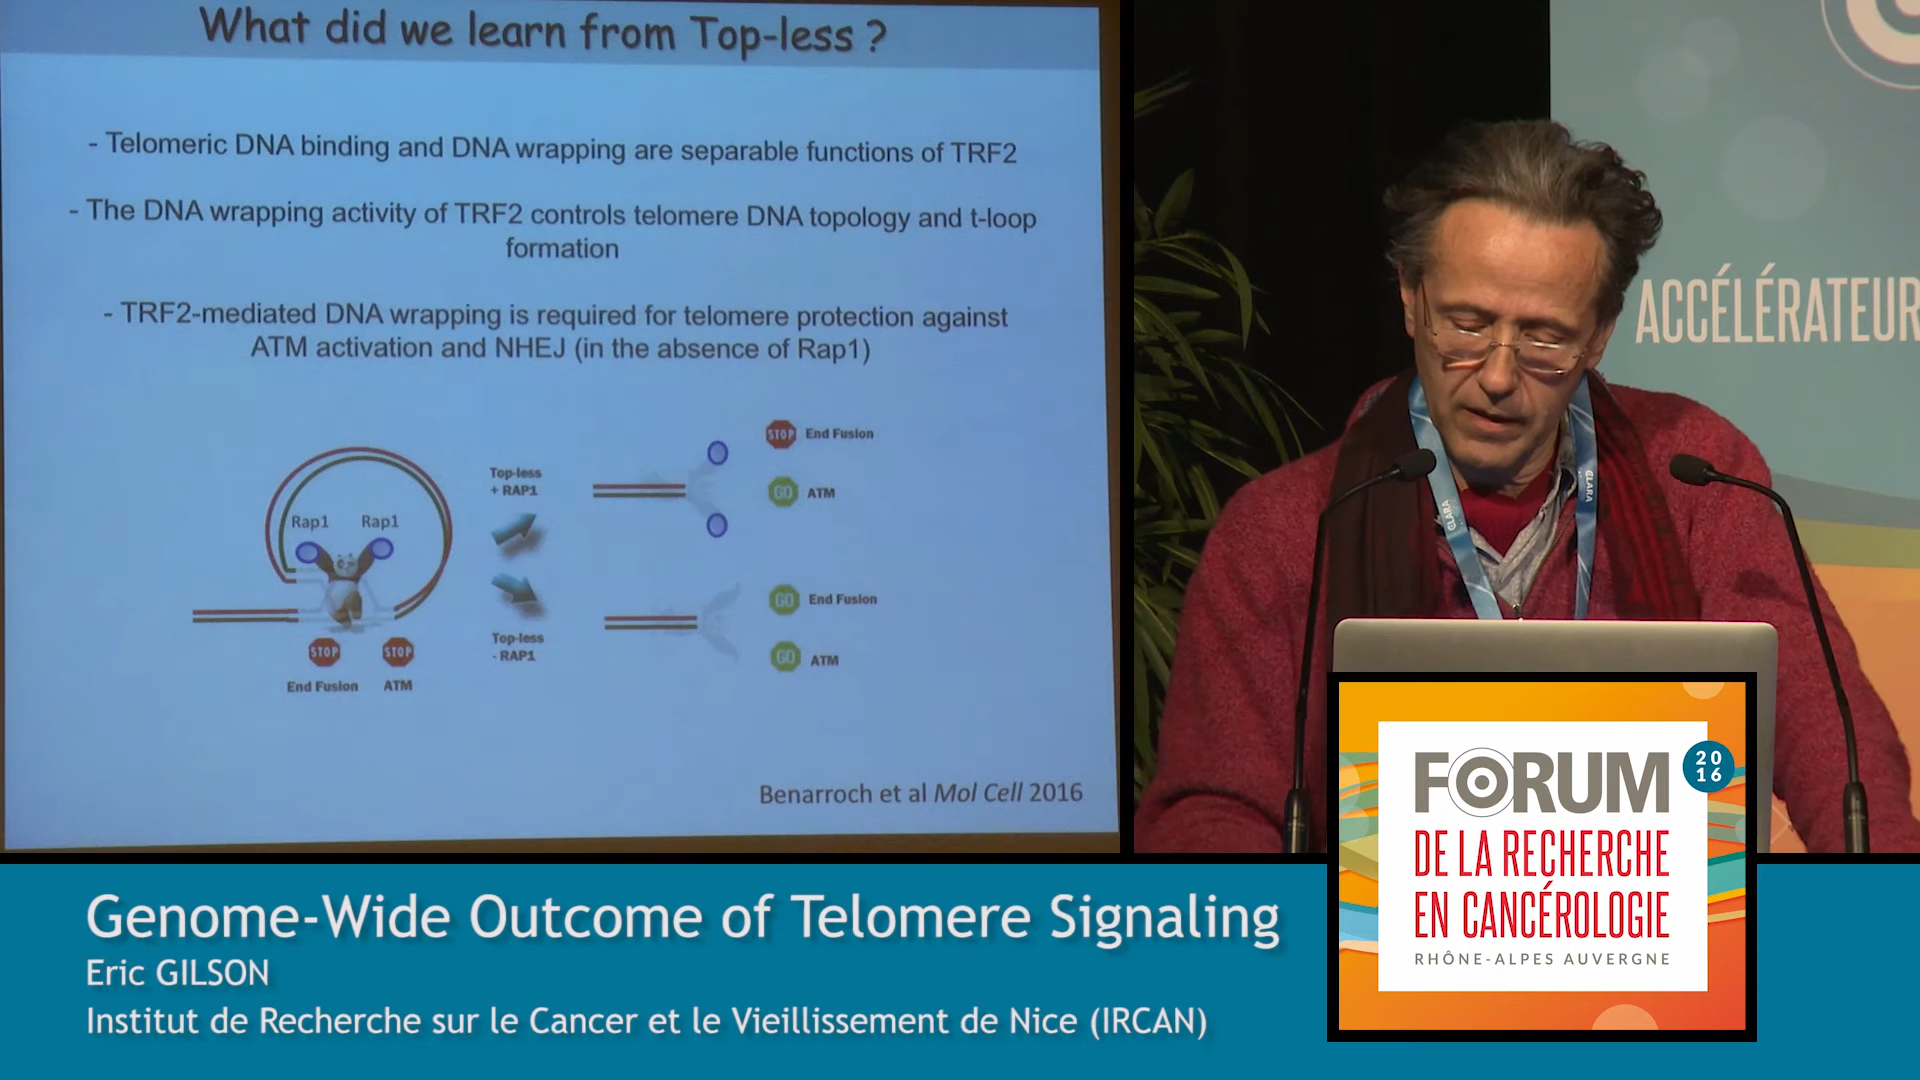 What did we learn from Top-less ?
- Telomeric DNA binding and DNA wrapping are separable functions of TRF2
- The DNA wrapping activity of TRF2 controls telomere DNA topology and t-loop
formation
- TRF2-mediated DNA wrapping is required for telomere protection against
ATM activation and NHEJ (in the absence of Rap1)
Rap1 Rap1
STOP STOP
End Fusion ATM
Top-less
+ RAP1
Top-less
- RAP1
STOP End Fusion
GO ATM
GO End Fusion
GO ATM
Benarroch et al Mol Cell 2016
ACCÉLÉRATEUR
CLARA
CLARA
Genome-Wide Outcome of Telomere Signaling
Eric GILSON
Institut de Recherche sur le Cancer et le Vieillissement de Nice (IRCAN)
FORUM
20
16
DE LA RECHERCHE
EN CANCÉROLOGIE
RHÔNE-ALPES AUVERGNE